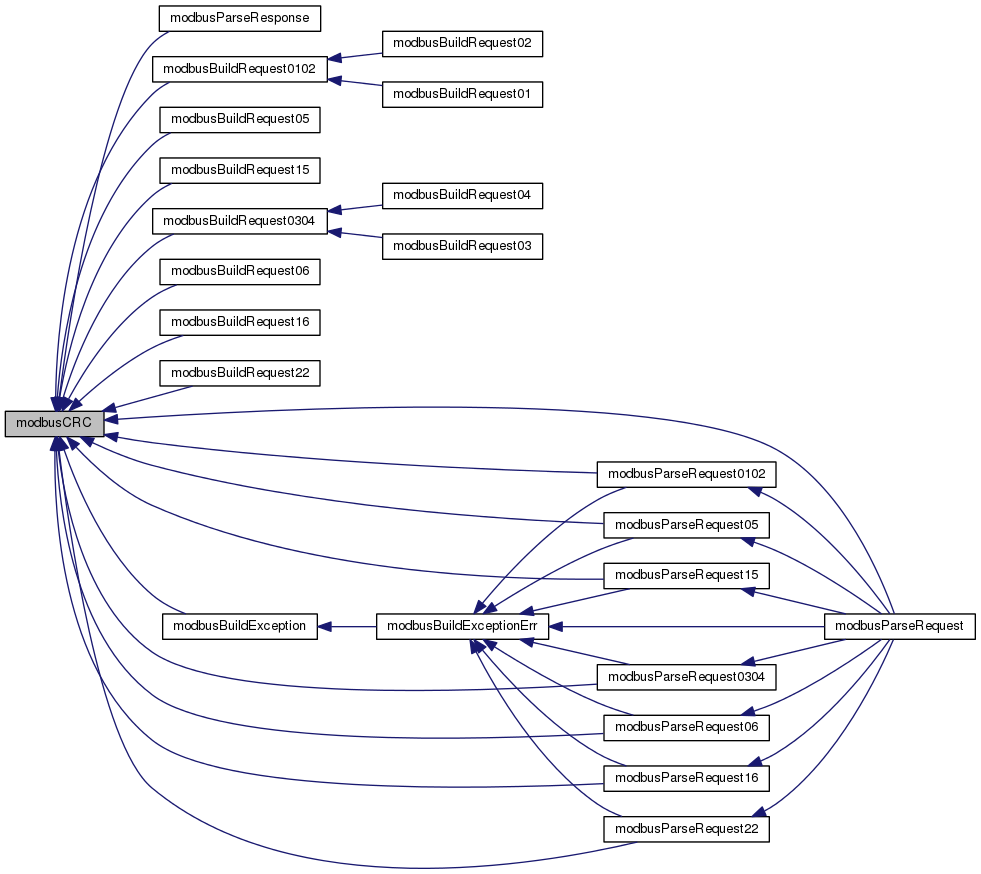 modbusParseResponse
modbusBuildRequest02
modbusBuildRequest0102
modbusBuildRequest01
modbusBuildRequest05
modbusBuildRequest15
modbusBuildRequest04
modbusBuildRequest0304
modbusBuildRequest03
modbusBuildRequest06
modbusBuildRequest16
modbusBuildRequest22
modbusCRC
modbusParseRequest0102
modbusParseRequest05
modbusParseRequest15
modbusBuildException
modbusBuildExceptionErr
modbusParseRequest
modbusParseRequest0304
modbusParseRequest06
modbusParseRequest16
modbusParseRequest22